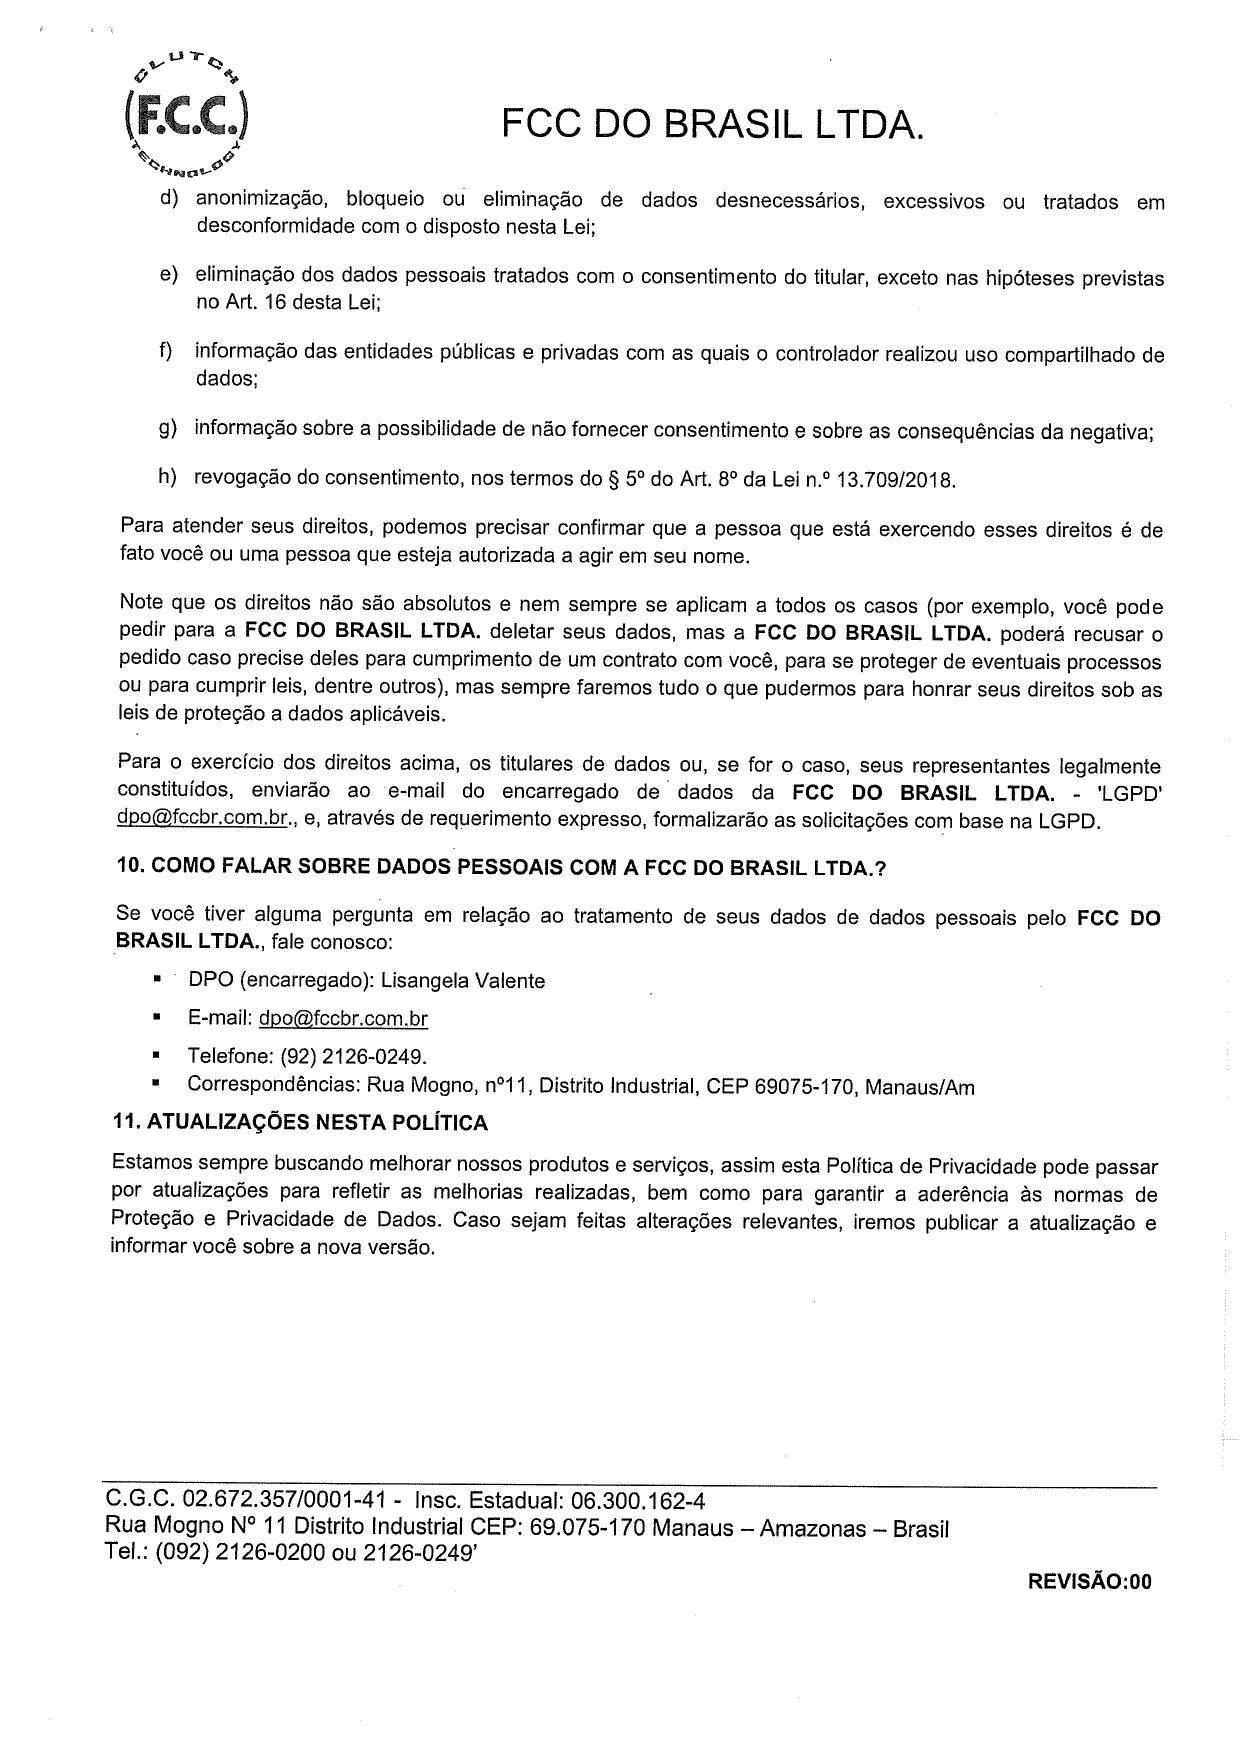 CLUTCH
(F.C.C.)
TECHNOLOGY
FCC DO BRASIL LTDA.
d) anonimização, bloqueio ou eliminação de dados desnecessários, excessivos ou tratados em
desconformidade com o disposto nesta Lei;
e) eliminação dos dados pessoais tratados com o consentimento do titular, exceto nas hipóteses previstas
no Art. 16 desta Lei;
f) informação das entidades públicas e privadas com as quais o controlador realizou uso compartilhado de
dados;
g) informação sobre a possibilidade de não fornecer consentimento e sobre as consequências da negativa;
h) revogação do consentimento, nos termos do § 5º do Art. 8º da Lei n.º 13.709/2018.
Para atender seus direitos, podemos precisar confirmar que a pessoa que está exercendo esses direitos é de
fato você ou uma pessoa que esteja autorizada a agir em seu nome.
Note que os direitos não são absolutos e nem sempre se aplicam a todos os casos (por exemplo, você pode
pedir para a FCC DO BRASIL LTDA. deletar seus dados, mas a FCC DO BRASIL LTDA. poderá recusar o
pedido caso precise deles para cumprimento de um contrato com você, para se proteger de eventuais processos
ou para cumprir leis, dentre outros), mas sempre faremos tudo o que pudermos para honrar seus direitos sob as
leis de proteção a dados aplicáveis.
Para o exercício dos direitos acima, os titulares de dados ou, se for o caso, seus representantes legalmente
constituídos, enviarão ao e-mail do encarregado de dados da FCC DO BRASIL LTDA. - 'LGPD'
dpo@fccbr.com.br., e, através de requerimento expresso, formalizarão as solicitações com base na LGPD.
10. COMO FALAR SOBRE DADOS PESSOAIS COM A FCC DO BRASIL LTDA.?
Se você tiver alguma pergunta em relação ao tratamento de seus dados de dados pessoais pelo FCC DO
BRASIL LTDA., fale conosco:
▪ DPO (encarregado): Lisangela Valente
▪ E-mail: dpo@fccbr.com.br
▪ Telefone: (92) 2126-0249.
▪ Correspondências: Rua Mogno, nº11, Distrito Industrial, CEP 69075-170, Manaus/Am
11. ATUALIZAÇÕES NESTA POLÍTICA
Estamos sempre buscando melhorar nossos produtos e serviços, assim esta Política de Privacidade pode passar
por atualizações para refletir as melhorias realizadas, bem como para garantir a aderência às normas de
Proteção e Privacidade de Dados. Caso sejam feitas alterações relevantes, iremos publicar a atualização e
informar você sobre a nova versão.
C.G.C. 02.672.357/0001-41 - Insc. Estadual: 06.300.162-4
Rua Mogno Nº 11 Distrito Industrial CEP: 69.075-170 Manaus – Amazonas – Brasil
Tel.: (092) 2126-0200 ou 2126-0249'
REVISÃO:00